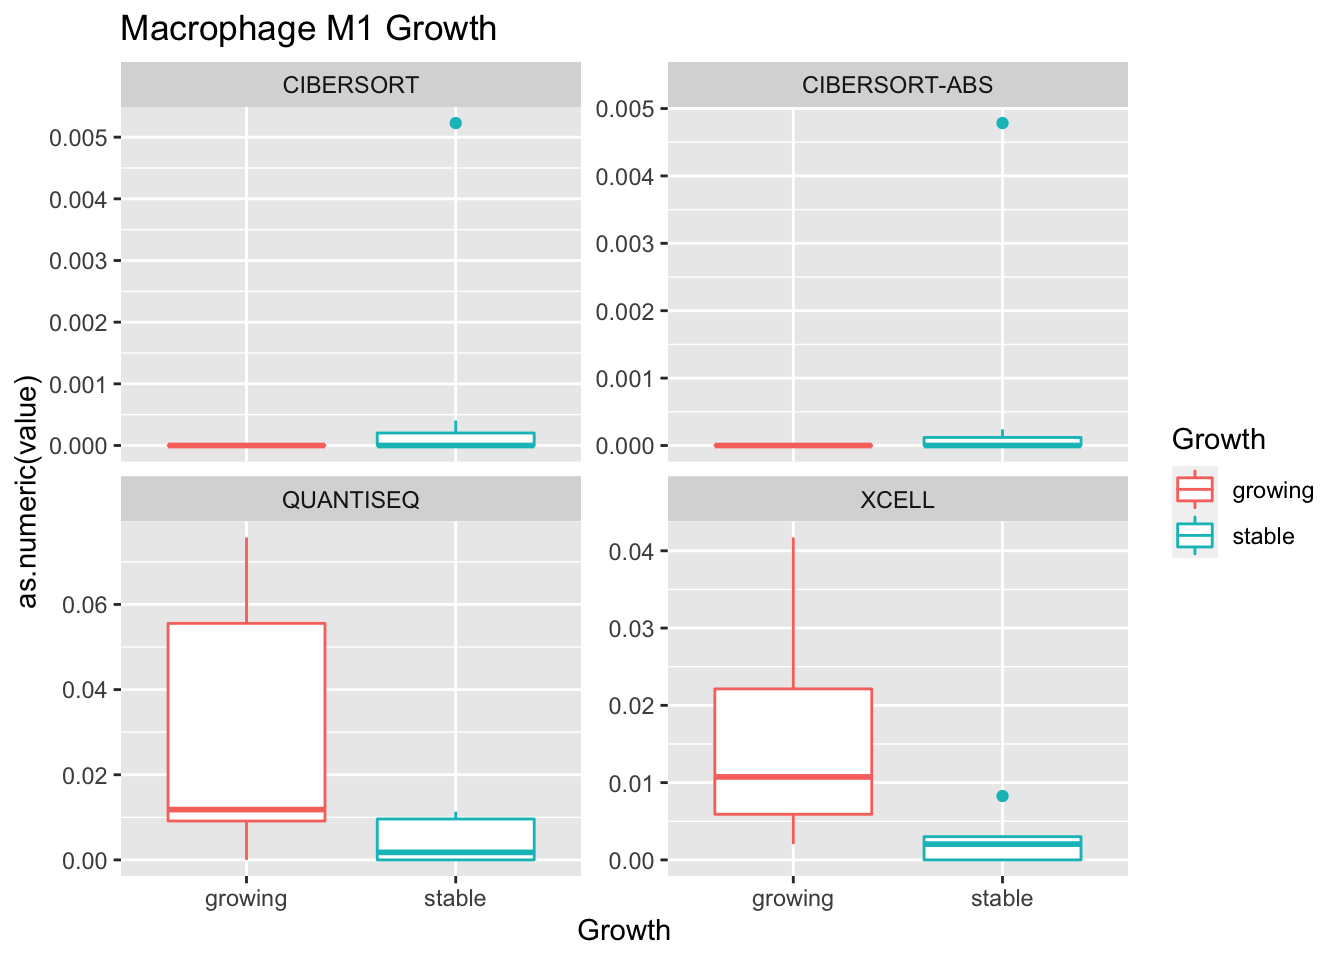 Macrophage M1 Growth
CIBERSORT
CIBERSORT-ABS
0.005
0.004
0.003
0.002
0.001
0.000
0.005
0.004
0.003
0.002
0.001
0.000
QUANTISEQ
XCELL
0.06
0.04
0.02
0.00
0.04
0.03
0.02
0.01
0.00
growing
stable
growing
stable
Growth
as.numeric(value)
Growth
growing
stable